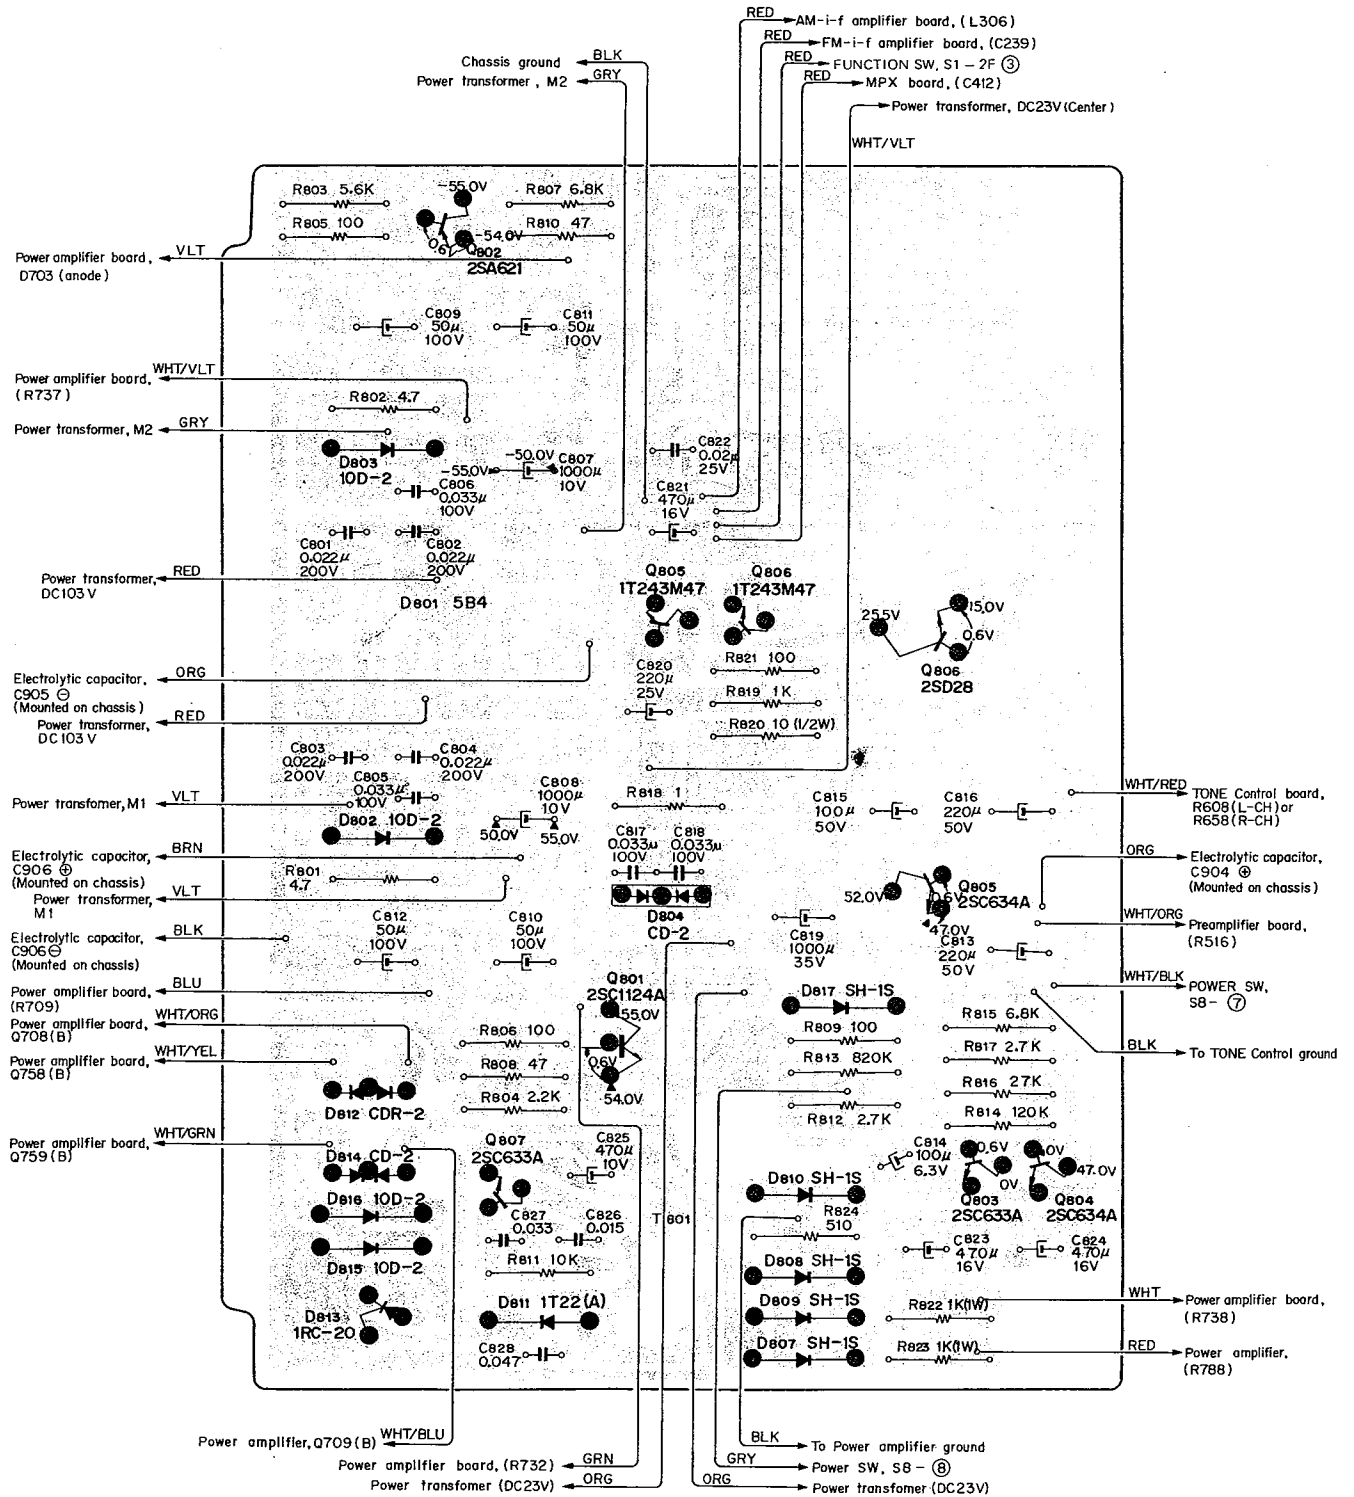 RED AM-i-f amplifier board, (L306)
RED FM-i-f amplifier board, (C239)
RED FUNCTION SW, S1 – 2F ③
RED MPX board, (C412)
Power transformer, DC23V (Center)
WHT/VLT
Chassis ground BLK
Power transformer, M2 GRY
R803 5.6K
-55.0V
R807 6.8K
R805 100
R810 47
0.6V
-54.0V
Q802
2SA621
Power amplifier board, VLT
D703 (anode)
C809
50μ
100V
C811
50μ
100V
Power amplifier board, WHT/VLT
(R737)
R802 4.7
Power transformer, M2 GRY
D803
10D-2
-55.0V
-50.0V
C807
1000μ
10V
C806
0.033μ
100V
C822
0.02μ
25V
C821
470μ
16V
C801
0.022μ
200V
C802
0.022μ
200V
Power transformer, RED
DC103V
D801 5B4
Q805
1T243M47
Q806
1T243M47
25.5V
15.0V
0.6V
Q806
2SD28
Electrolytic capacitor, ORG
C905 ⊖
(Mounted on chassis)
C820
220μ
25V
R821 100
R819 1K
R820 10 (1/2W)
Power transformer, RED
DC103V
C803
0.022μ
200V
C804
0.022μ
200V
C805
0.033μ
100V
Power transfomer, M1 VLT
D802 10D-2
C808
1000μ
10V
50.0V
55.0V
R818 1
C815
100μ
50V
C816
220μ
50V
WHT/RED TONE Control board,
R608 (L-CH) or
R658 (R-CH)
C817
0.033μ
100V
C818
0.033μ
100V
Electrolytic capacitor, BRN
C906 ⊕
(Mounted on chassis)
R801
4.7
Power transformer, VLT
M1
D804
CD-2
52.0V
0.6V
47.0V
Q805
2SC634A
ORG Electrolytic capacitor,
C904 ⊕
(Mounted on chassis)
Electrolytic capacitor, BLK
C906 ⊖
(Mounted on chassis)
C812
50μ
100V
C810
50μ
100V
C819
1000μ
35V
C813
220μ
50V
WHT/ORG Preamplifier board,
(R516)
WHT/BLK POWER SW,
S8- ⑦
Power amplifier board, BLU
(R709)
Q801
2SC1124A
55.0V
0.6V
54.0V
D817 SH-1S
Power amplifier board, WHT/ORG
Q708 (B)
R806 100
R809 100
R815 6.8K
Power amplifier board, WHT/YEL
Q758 (B)
R808 47
R813 820K
R817 2.7K
BLK To TONE Control ground
D812 CDR-2
R804 2.2K
R812 2.7K
R816 27K
R814 120K
Power amplifier board, WHT/GRN
Q759 (B)
D814 CD-2
Q807
2SC633A
C825
470μ
10V
C814
100μ
6.3V
0.6V
0V
Q803
2SC633A
0V
47.0V
Q804
2SC634A
D816 10D-2
D810 SH-1S
R824
510
C827
0.033
C826
0.015
T801
C823
470μ
16V
C824
470μ
16V
D815 10D-2
R811 10K
D808 SH-1S
D813
1RC-20
D811 1T22 (A)
D809 SH-1S
R822 1K(1W)
WHT Power amplifier board,
(R738)
C828
0.047
D807 SH-1S
R823 1K(1W)
RED Power amplifier,
(R788)
Power amplifier, Q709 (B) WHT/BLU
BLK To Power amplifier ground
Power amplifier board, (R732) GRN
GRY Power SW, S8 – ⑧
Power transfomer (DC23V) ORG
ORG Power transfomer (DC23V)